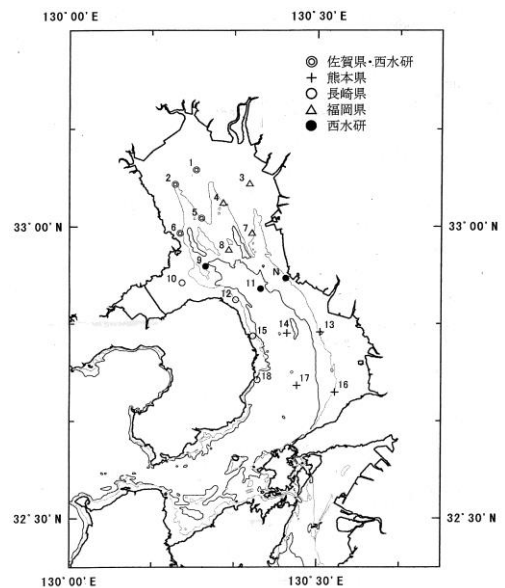 130° 00' E
130° 30' E
◎ 佐賀県・西水研
+ 熊本県
○ 長崎県
△ 福岡県
● 西水研
1
2
3
4
5
6
7
8
9
10
11
N
12
13
14
15
16
17
18
33° 00' N
33° 00' N
32° 30' N
32° 30' N
130° 00' E
130° 30' E